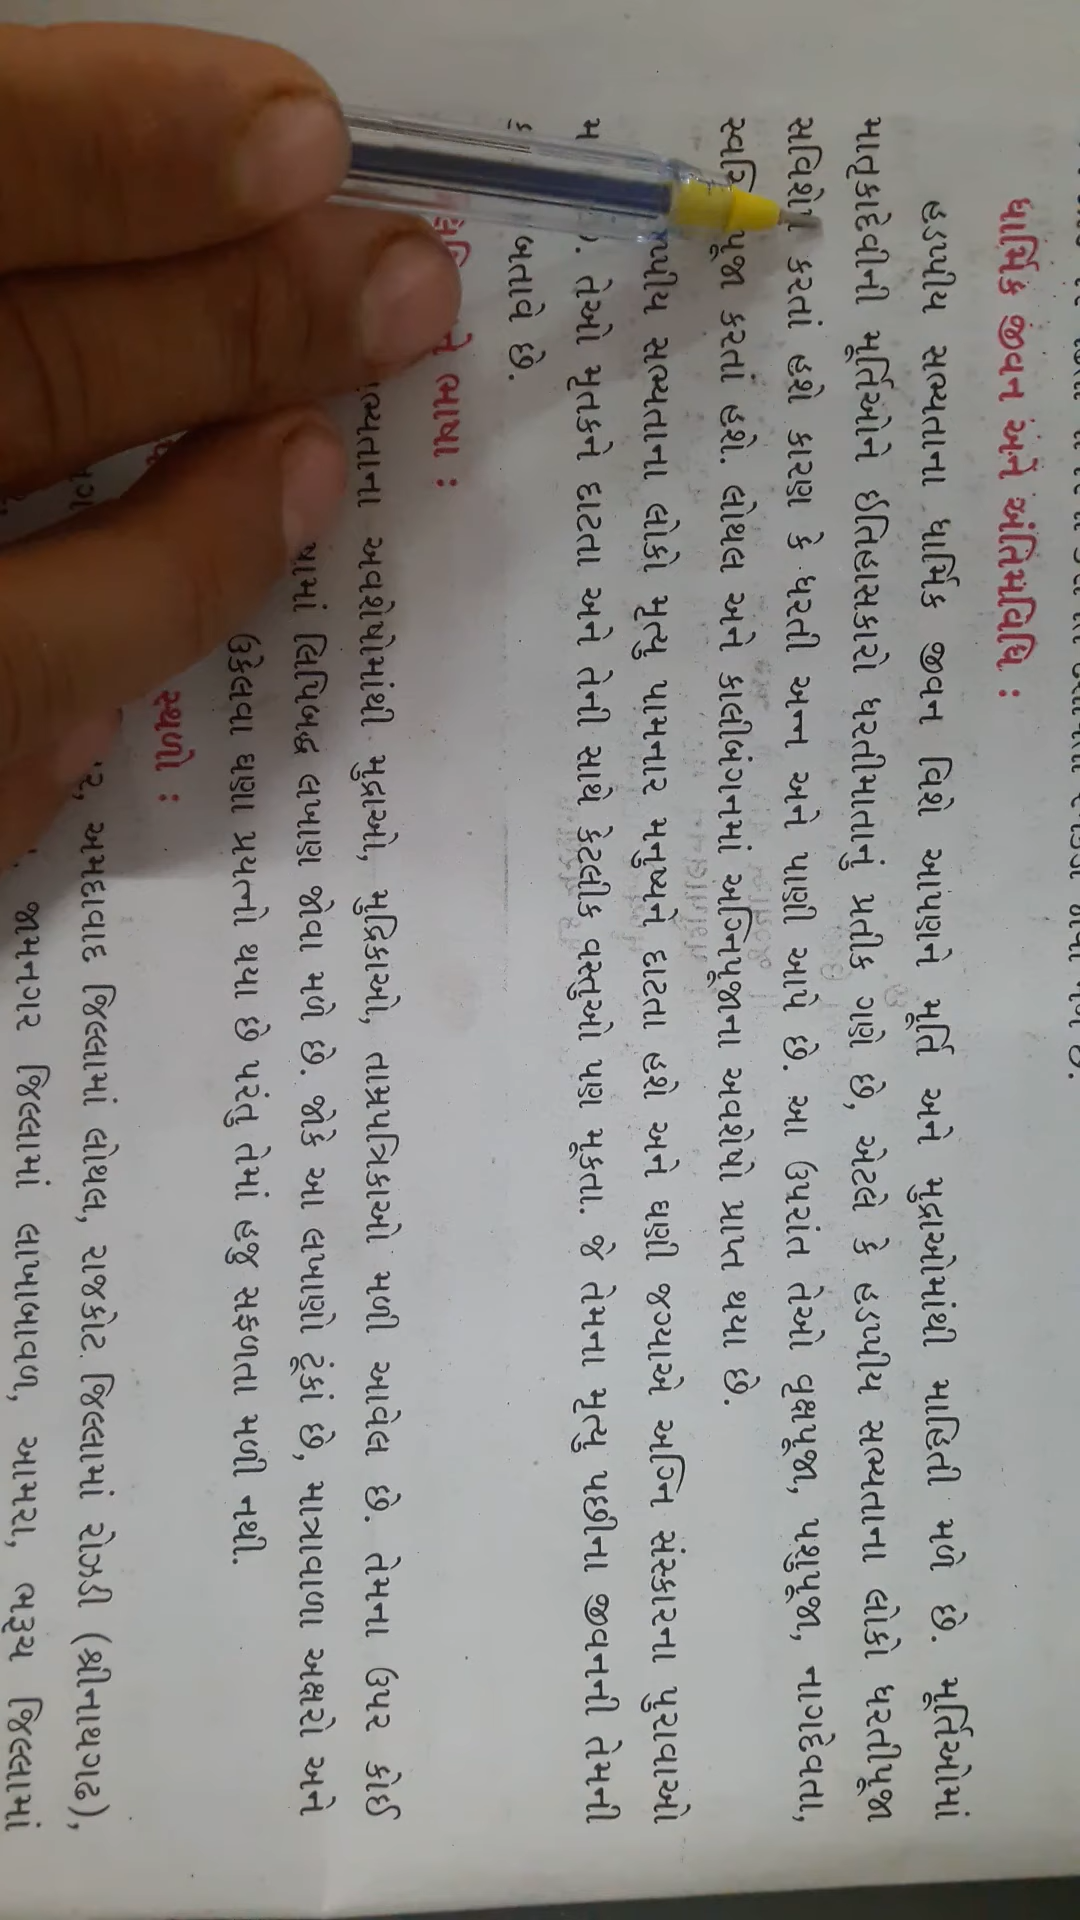 ધાર્મિક જીવન અને અંતિમવિધિ :
હડપ્પીય સભ્યતાના ધાર્મિક જીવન વિશે આપણને મૂર્તિ અને મુદ્રાઓમાંથી માહિતી મળે છે. મૂર્તિઓમાં
માતૃકાદેવીની મૂર્તિઓને ઈતિહાસકારો ધરતીમાતાનું પ્રતીક ગણે છે, એટલે કે હડપ્પીય સભ્યતાના લોકો ધરતીપૂજા
સવિશેષ કરતાં હશે કારણ કે ધરતી અન્ન અને પાણી આપે છે. આ ઉપરાંત તેઓ વૃક્ષપૂજા, પશુપૂજા, નાગદેવતા,
પૂજા કરતાં હશે. લોથલ અને કાલીબંગનમાં અગ્નિપૂજાના અવશેષો પ્રાપ્ત થયા છે.
સભ્યતાના લોકો મૃત્યુ પામનાર મનુષ્યને દાટતા હશે અને ઘણી જગ્યાએ અગ્નિ સંસ્કારના પુરાવાઓ
તેઓ મૃતકને દાટતા અને તેની સાથે કેટલીક વસ્તુઓ પણ મૂકતા. જે તેમના મૃત્યુ પછીના જીવનની તેમની
બતાવે છે.
ને ભાષા :
અવશેષોમાંથી મુદ્રાઓ, મુદ્રિકાઓ, તામ્રપત્રિકાઓ મળી આવેલ છે. તેમના ઉપર કોઈ
લિપિબદ્ધ લખાણ જોવા મળે છે. જોકે આ લખાણો ટૂંકાં છે, માત્રાવાળા અક્ષરો અને
ઉકેલવા ઘણા પ્રયત્નો થયા છે પરંતુ તેમાં હજુ સફળતા મળી નથી.
સ્થળો :
અમદાવાદ જિલ્લામાં લોથલ, રાજકોટ જિલ્લામાં રોઝડી (શ્રીનાથગઢ),
જામનગર જિલ્લામાં લાખાબાવળ, આમરા, ભરૂચ જિલ્લામાં